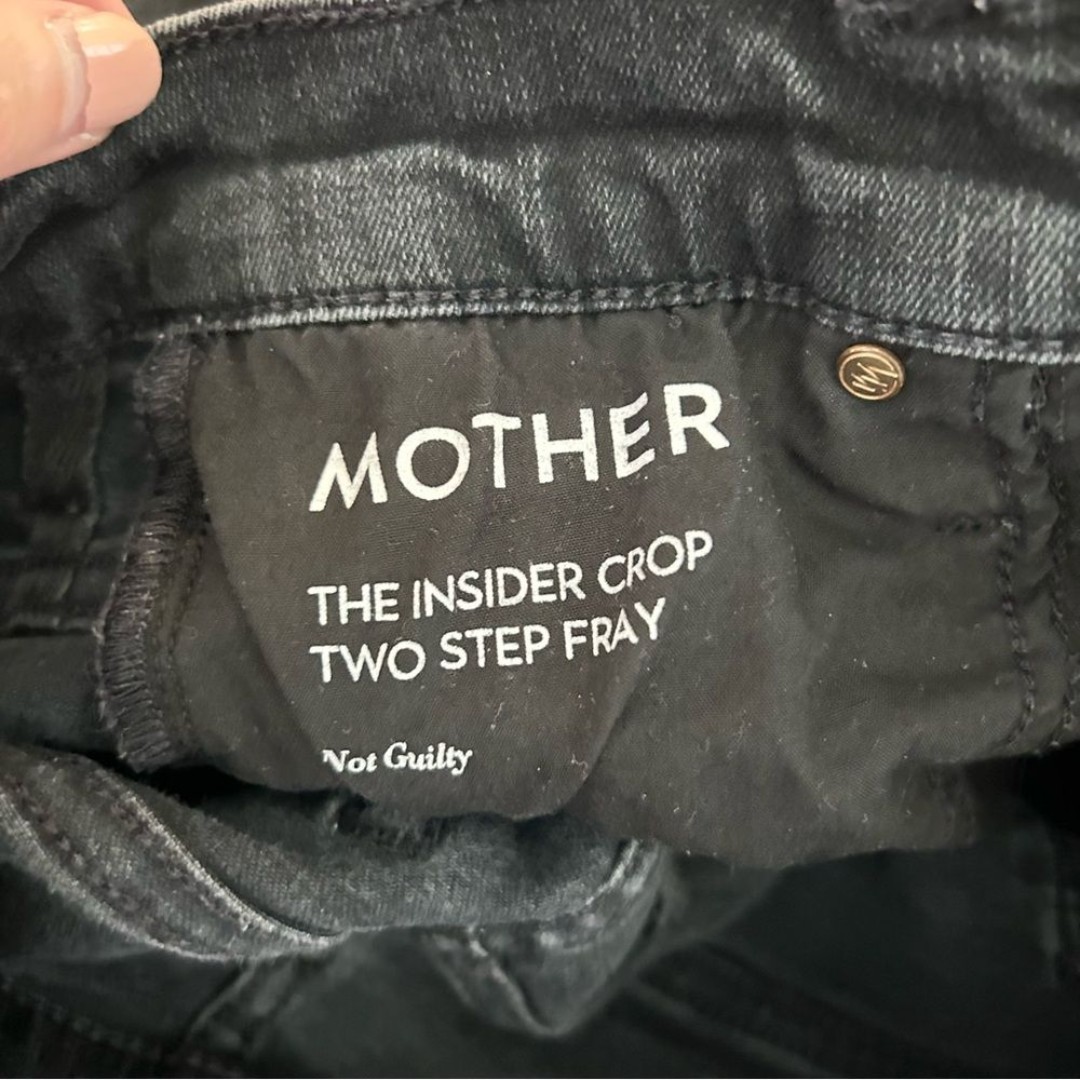 MOTHER
THE INSIDER CROP
TWO STEP FRAY
Not Guilty